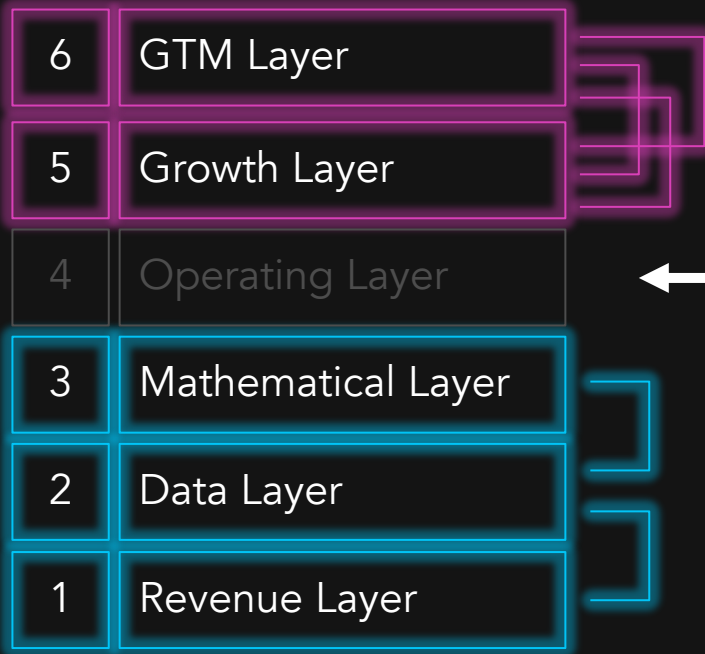 6 GTM Layer
5 Growth Layer
4 Operating Layer
3 Mathematical Layer
2 Data Layer
1 Revenue Layer